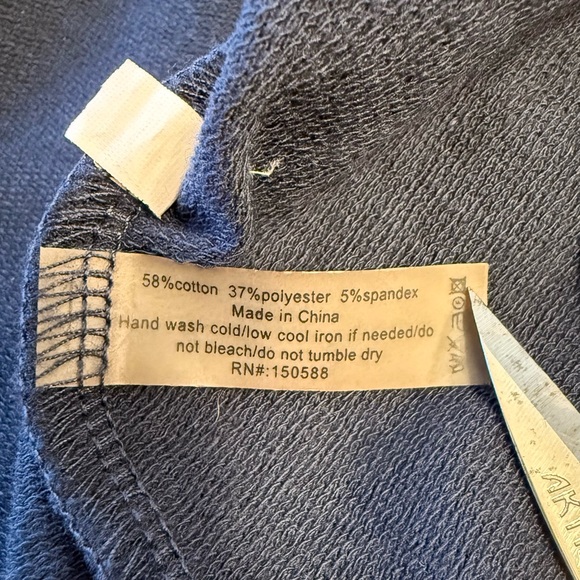 58%cotton 37%polyester 5%spandex
Made in China
Hand wash cold/low cool iron if needed/do
not bleach/do not tumble dry
RN#:150588